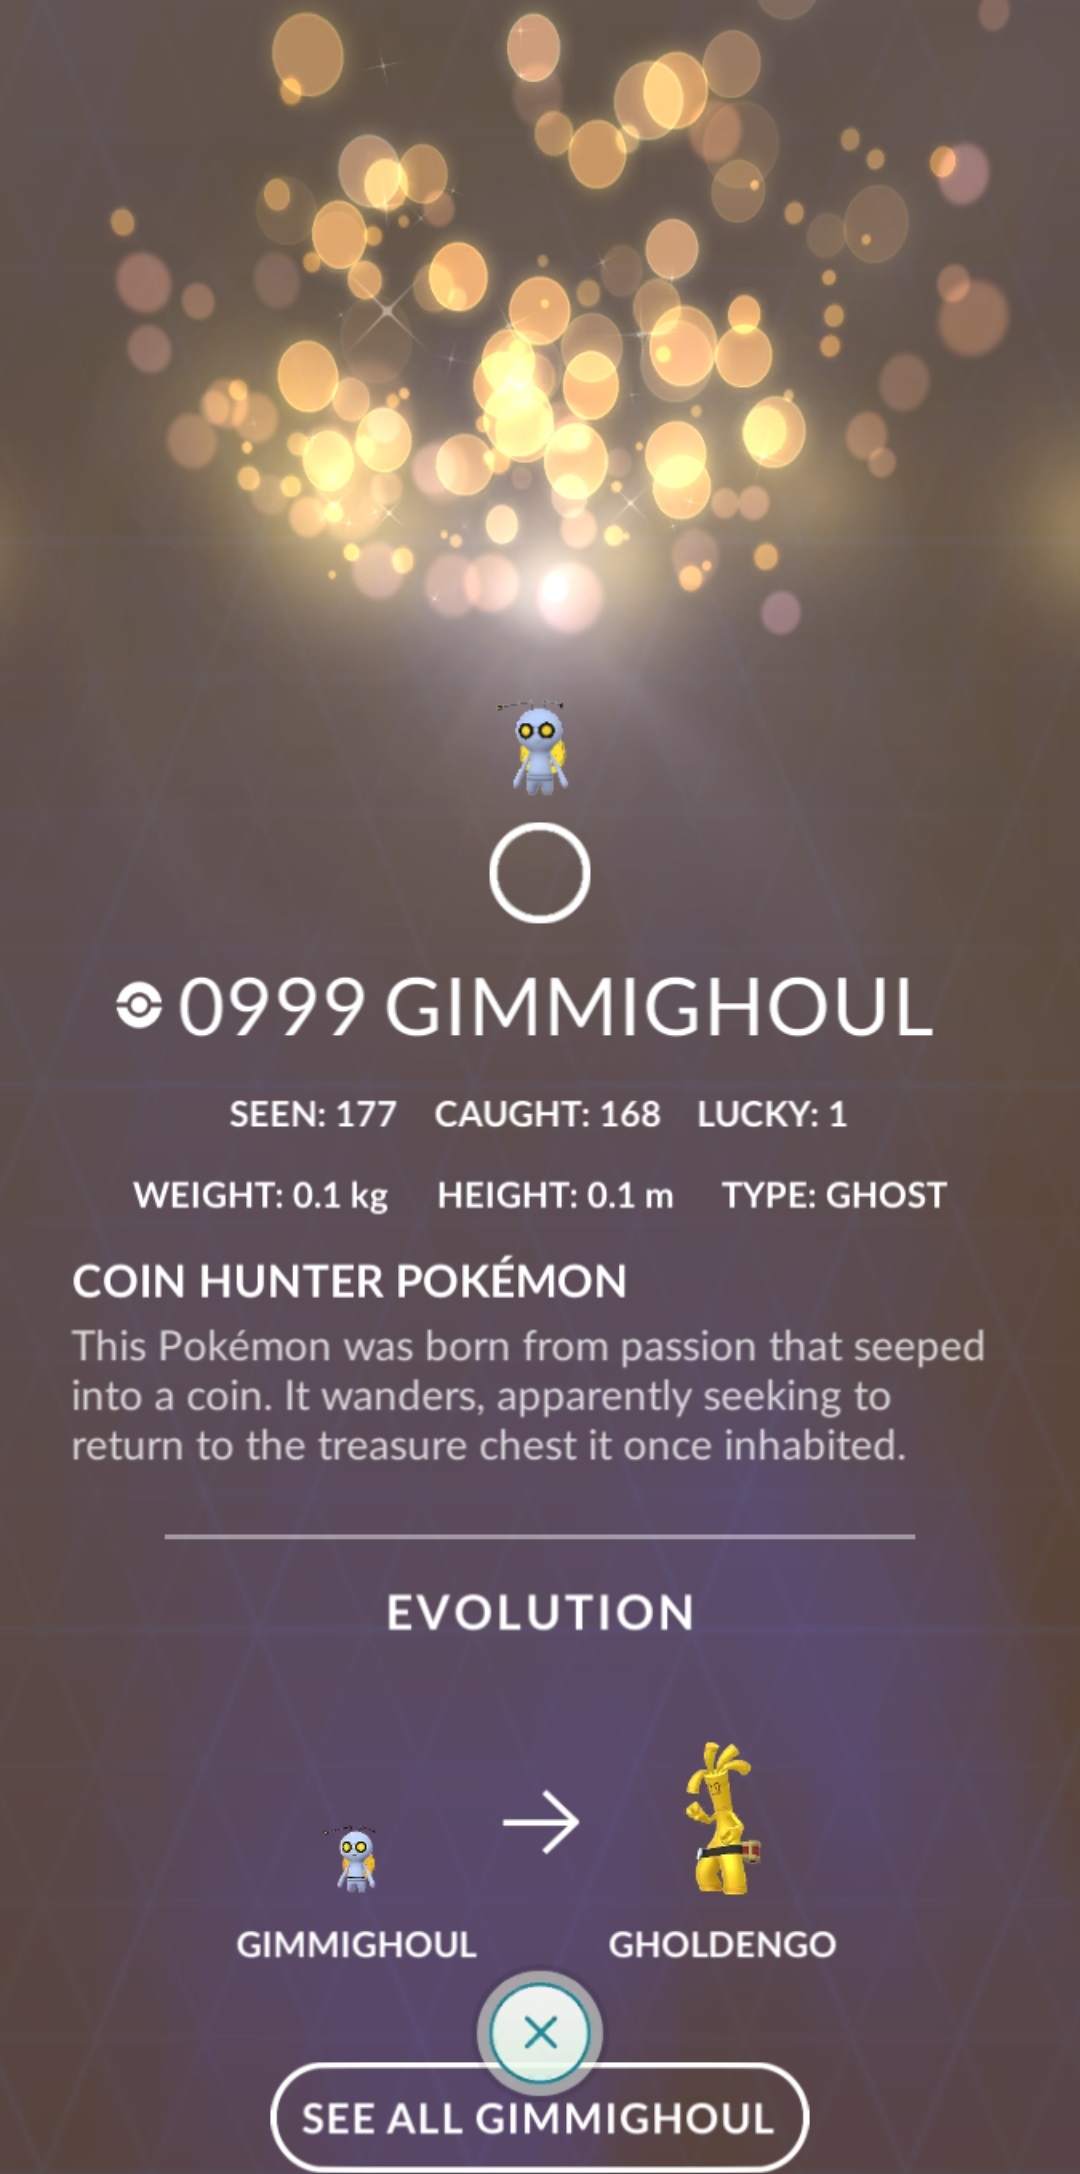 0999 GIMMIGHOUL
SEEN: 177 CAUGHT: 168 LUCKY: 1
WEIGHT: 0.1 kg HEIGHT: 0.1 m TYPE: GHOST
COIN HUNTER POKÉMON
This Pokémon was born from passion that seeped
into a coin. It wanders, apparently seeking to
return to the treasure chest it once inhabited.
EVOLUTION
GIMMIGHOUL GHOLDENGO
SEE ALL GIMMIGHOUL